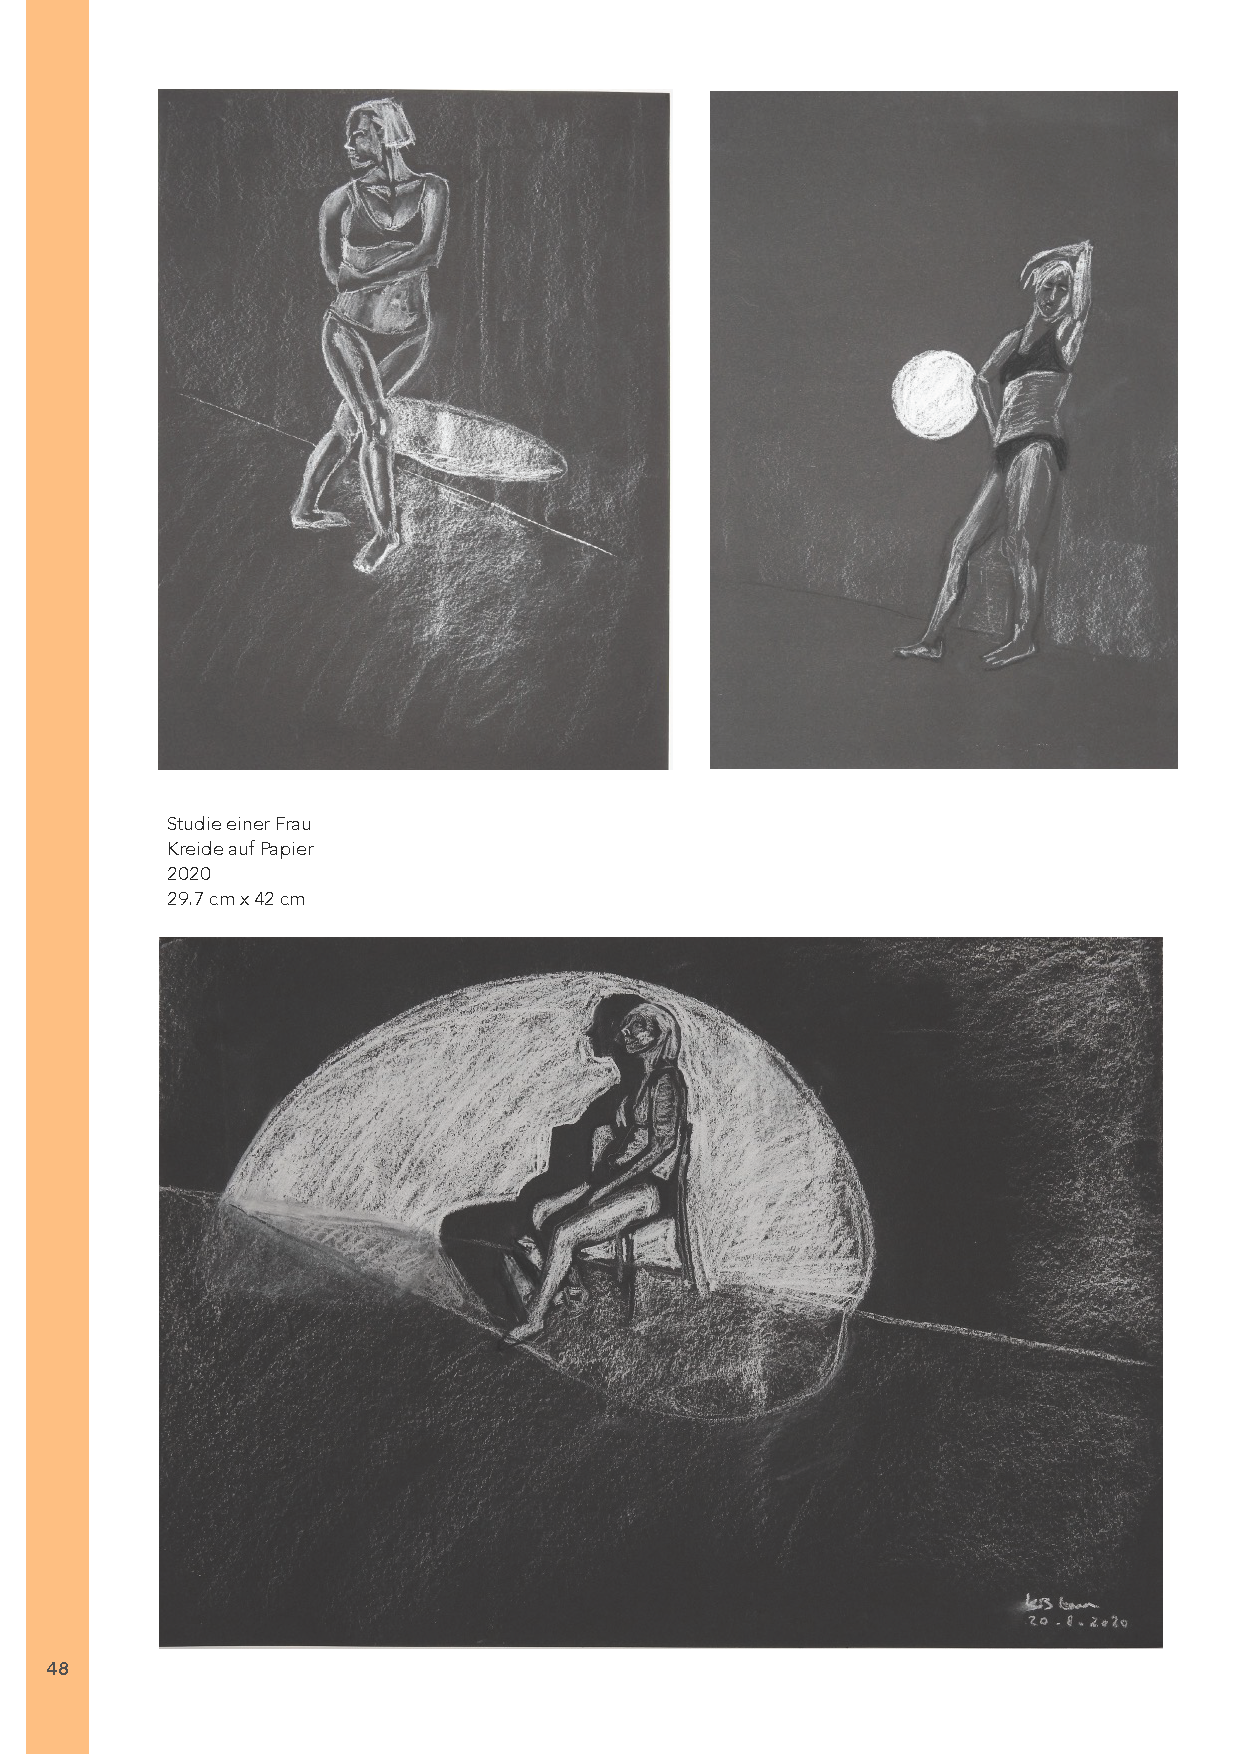 Studie einer Frau
Kreide auf Papier
2020
29.7 cm x 42 cm
20.8.2020
48